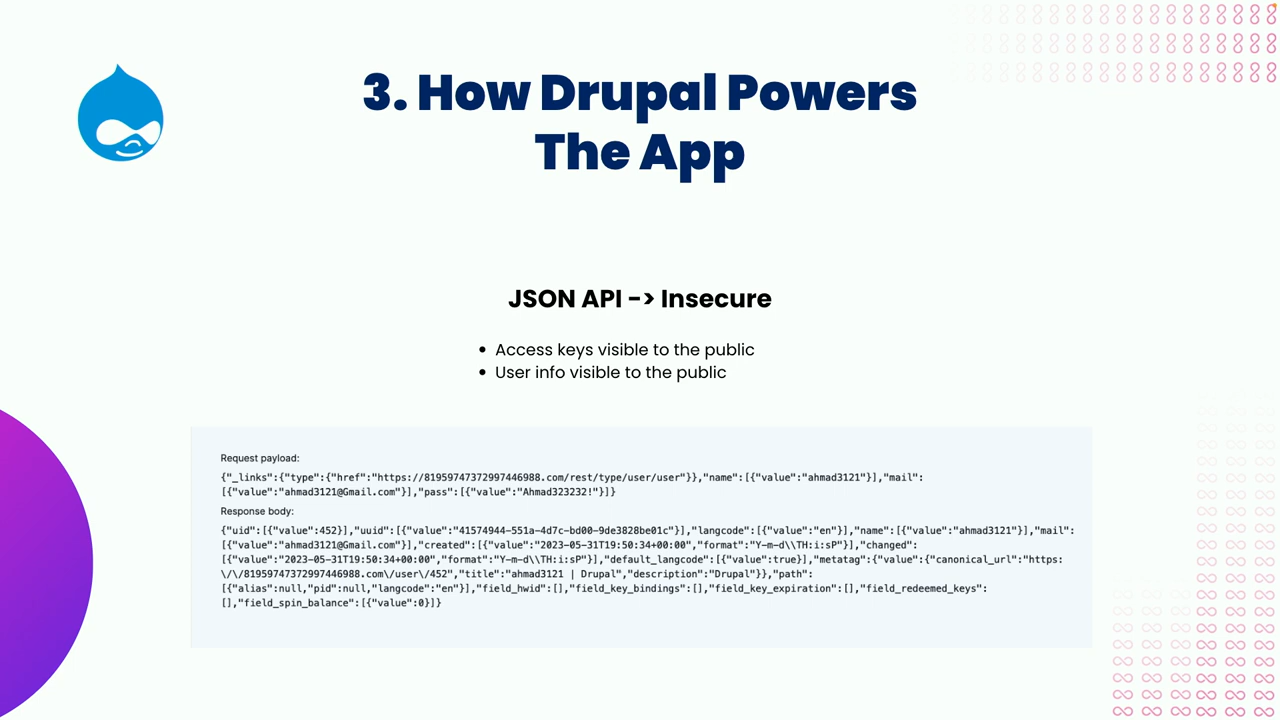 3. How Drupal Powers
The App
JSON API -> Insecure
• Access keys visible to the public
• User info visible to the public
Request payload:
{"_links":{"type":{"href":"https://81959747372997446988.com/rest/type/user/user"}},"name":[{"value":"ahmad3121"}],"mail":
[{"value":"ahmad3121@Gmail.com"}],"pass":[{"value":"Ahmad323232!"}]}
Response body:
{"uid":[{"value":452}],"uuid":[{"value":"41574944-551a-4d7c-bd00-9de3828be01c"}],"langcode":[{"value":"en"}],"name":[{"value":"ahmad3121"}],"mail":
[{"value":"ahmad3121@Gmail.com"}],"created":[{"value":"2023-05-31T19:50:34+00:00","format":"Y-m-d\\TH:i:sP"}],"changed":
[{"value":"2023-05-31T19:50:34+00:00","format":"Y-m-d\\TH:i:sP"}],"default_langcode":[{"value":true}],"metatag":{"value":{"canonical_url":"https:
\/\/81959747372997446988.com\/user\/452","title":"ahmad3121 | Drupal","description":"Drupal"}},"path":
[{"alias":null,"pid":null,"langcode":"en"}],"field_hwid":[],"field_key_bindings":[],"field_key_expiration":[],"field_redeemed_keys":
[],"field_spin_balance":[{"value":0}]}